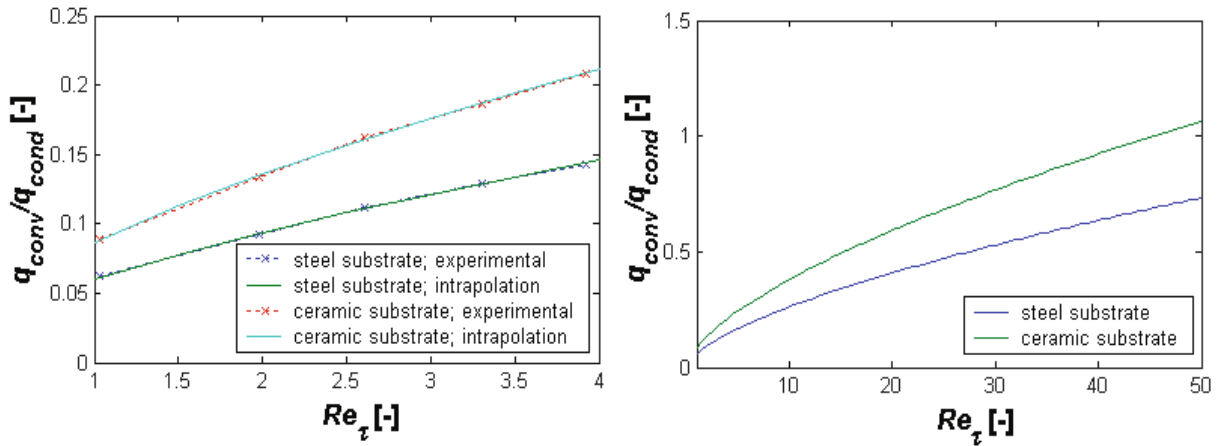 0.25
0.2
0.15
0.1
0.05
0
q_conv/q_cond [-]
steel substrate; experimental
steel substrate; intrapolation
ceramic substrate; experimental
ceramic substrate; intrapolation
1 1.5 2 2.5 3 3.5 4
Re_τ [-]
1.5
1
0.5
0
q_conv/q_cond [-]
steel substrate
ceramic substrate
10 20 30 40 50
Re_τ [-]